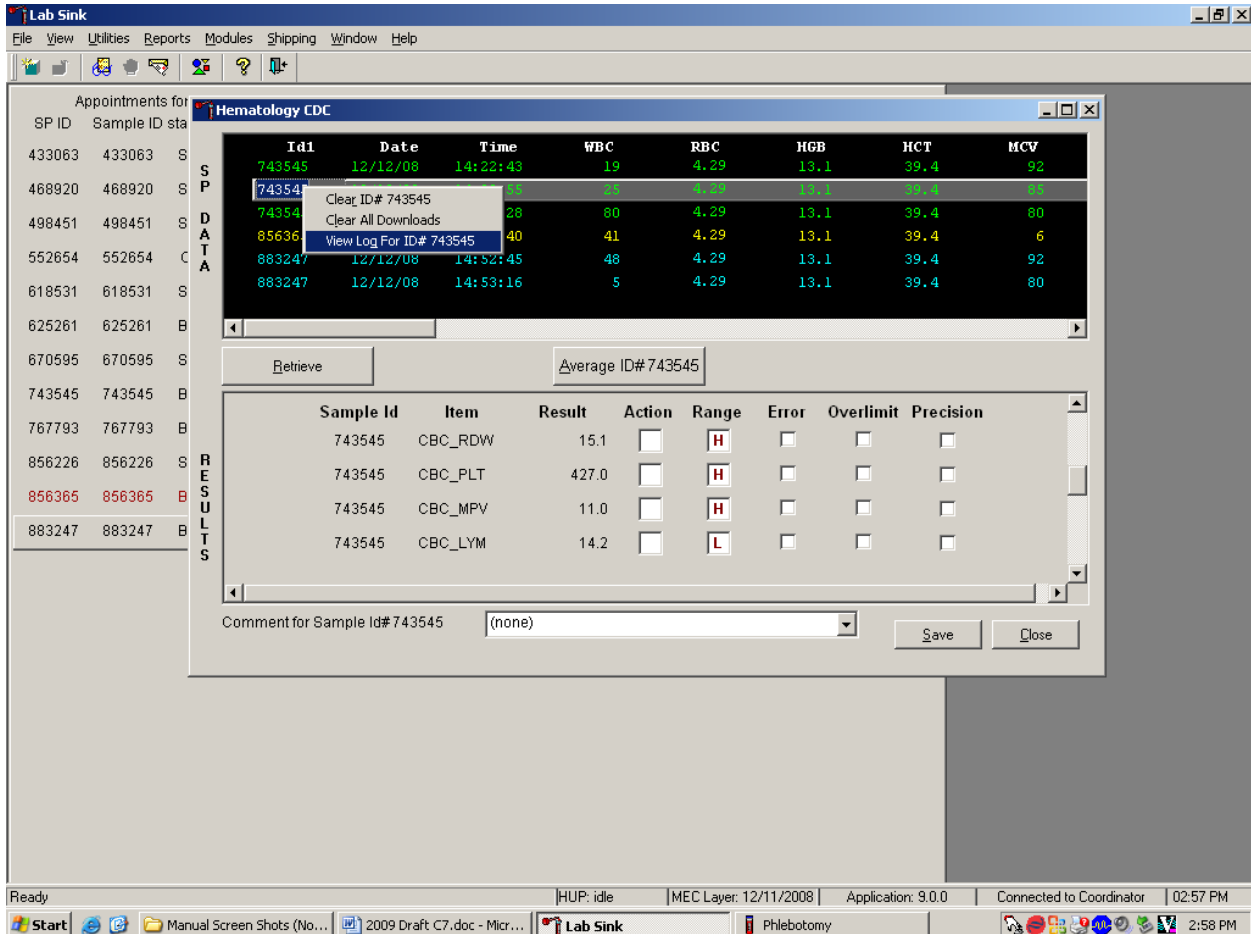 Lab Sink
File View Utilities Reports Modules Shipping Window Help
Appointments for
SP ID Sample ID sta
433063 433063 S
468920 468920 S
498451 498451 S
552654 552654 C
618531 618531 S
625261 625261 B
670595 670595 S
743545 743545 B
767793 767793 B
856226 856226 S
856365 856365 B
883247 883247 B
Hematology CDC
SP DATA
Id1 Date Time WBC RBC HGB HCT MCV
743545 12/12/08 14:22:43 19 4.29 13.1 39.4 92
74354 55 25 4.29 13.1 39.4 85
74354 28 80 4.29 13.1 39.4 80
85636 40 41 4.29 13.1 39.4 6
883247 12/12/08 14:52:45 48 4.29 13.1 39.4 92
883247 12/12/08 14:53:16 5 4.29 13.1 39.4 80
Clear ID# 743545
Clear All Downloads
View Log For ID# 743545
Retrieve
Average ID# 743545
RESULTS
Sample Id Item Result Action Range Error Overlimit Precision
743545 CBC_RDW 15.1 H
743545 CBC_PLT 427.0 H
743545 CBC_MPV 11.0 H
743545 CBC_LYM 14.2 L
Comment for Sample Id# 743545 (none)
Save Close
Ready HUP: idle MEC Layer: 12/11/2008 Application: 9.0.0 Connected to Coordinator 02:57 PM
Start Manual Screen Shots (No... 2009 Draft C7.doc - Micr... Lab Sink Phlebotomy 2:58 PM